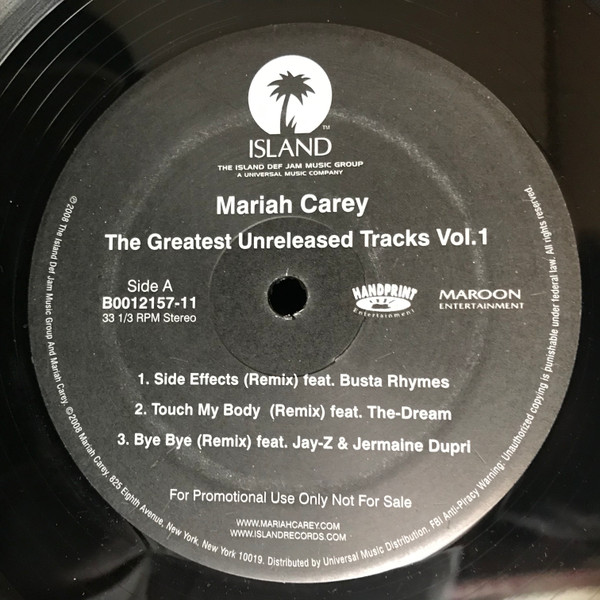 TM
ISLAND
THE ISLAND DEF JAM MUSIC GROUP
A UNIVERSAL MUSIC COMPANY
Mariah Carey
The Greatest Unreleased Tracks Vol.1
Side A
B0012157-11
33 1/3 RPM Stereo
HANDPRINT
Entertainment
MAROON
ENTERTAINMENT
1. Side Effects (Remix) feat. Busta Rhymes
2. Touch My Body (Remix) feat. The-Dream
3. Bye Bye (Remix) feat. Jay-Z & Jermaine Dupri
For Promotional Use Only Not For Sale
WWW.MARIAHCAREY.COM
WWW.ISLANDRECORDS.COM
℗2008 The Island Def Jam Music Group And Mariah Carey. ©2008 Mariah Carey. 825 Eighth Avenue, New York, New York 10019. Distributed by Universal Music Distribution. FBI Anti-Piracy Warning: Unauthorized copying is punishable under federal law. All rights reserved.